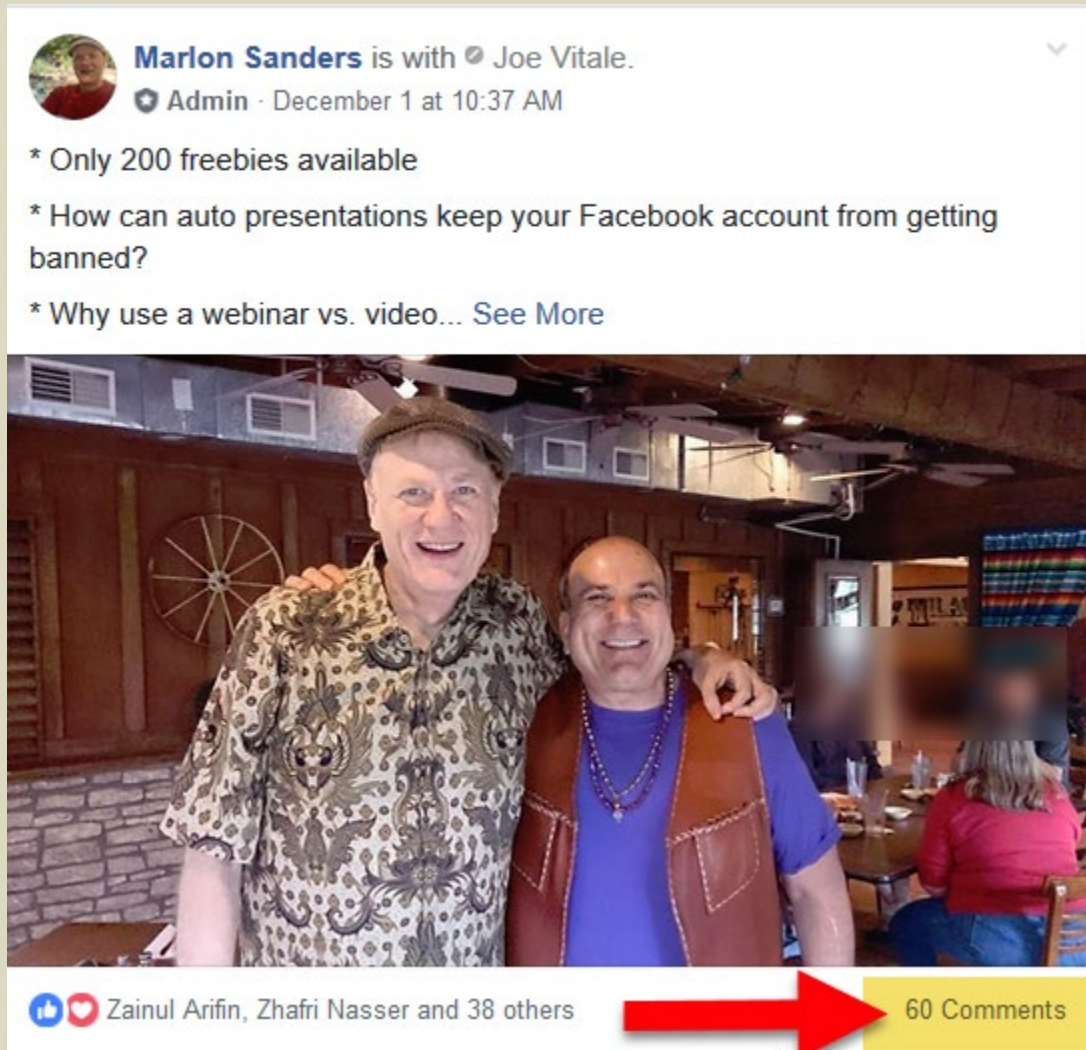 Marlon Sanders is with Joe Vitale.
Admin · December 1 at 10:37 AM
* Only 200 freebies available
* How can auto presentations keep your Facebook account from getting
banned?
* Why use a webinar vs. video... See More
Zainul Arifin, Zhafri Nasser and 38 others
60 Comments